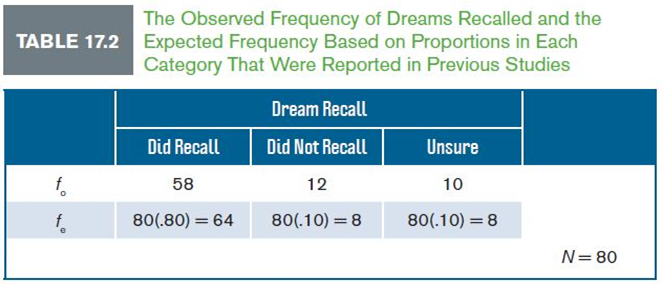 TABLE 17.2
The Observed Frequency of Dreams Recalled and the
Expected Frequency Based on Proportions in Each
Category That Were Reported in Previous Studies
Dream Recall
Did Recall Did Not Recall Unsure
fₒ 58 12 10
fₑ 80(.80) = 64 80(.10) = 8 80(.10) = 8
N = 80